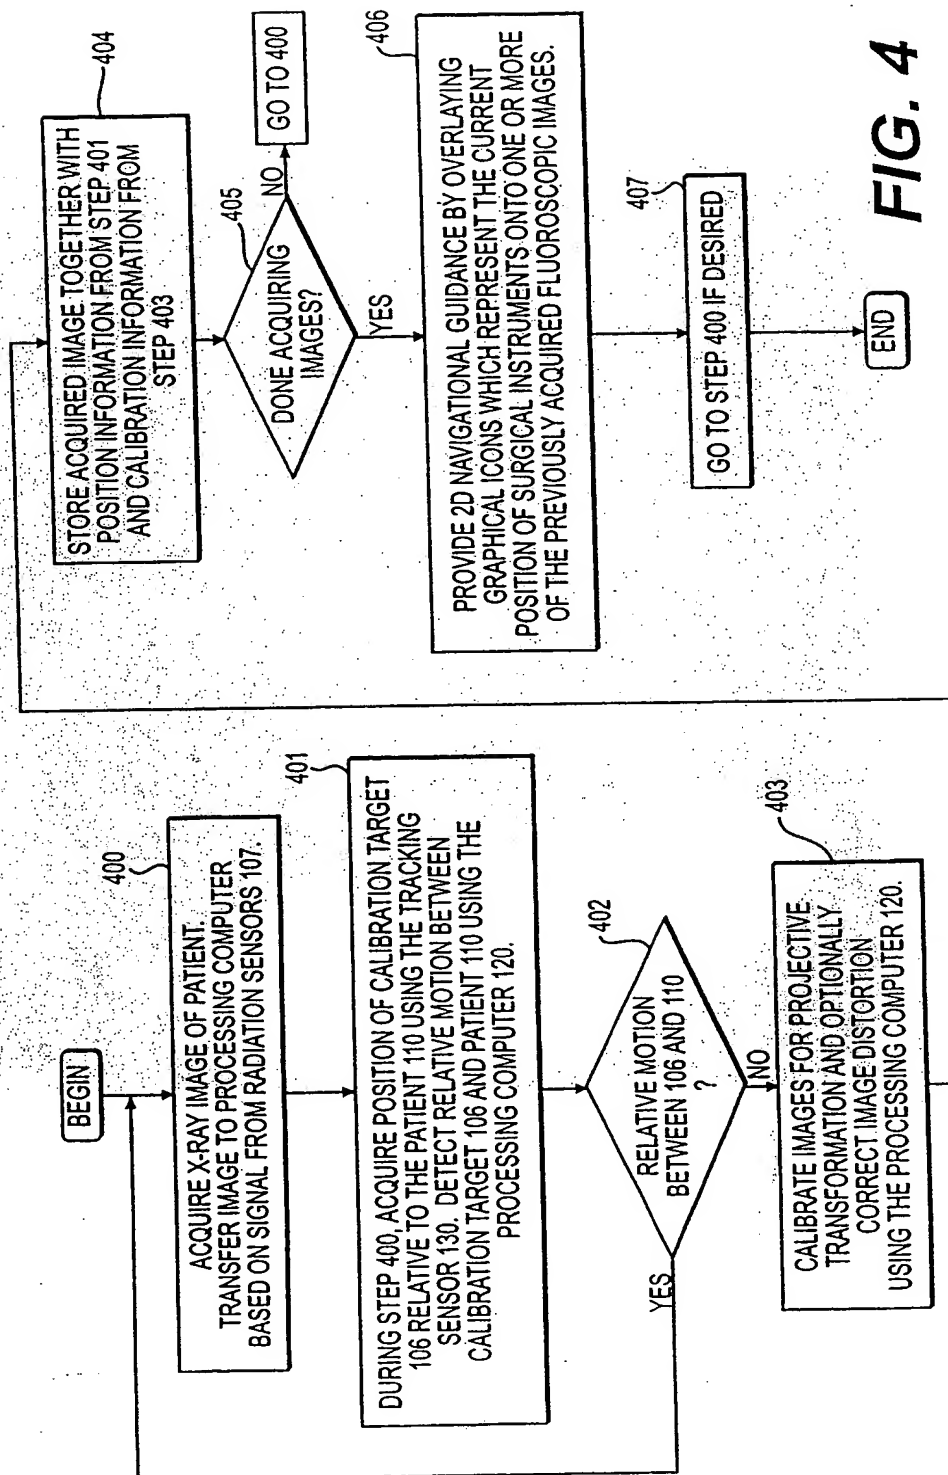 BEGIN
400
ACQUIRE X-RAY IMAGE OF PATIENT.
TRANSFER IMAGE TO PROCESSING COMPUTER
BASED ON SIGNAL FROM RADIATION SENSORS 107.
401
DURING STEP 400, ACQUIRE POSITION OF CALIBRATION TARGET
106 RELATIVE TO THE PATIENT 110 USING THE TRACKING
SENSOR 130. DETECT RELATIVE MOTION BETWEEN
CALIBRATION TARGET 106 AND PATIENT 110 USING THE
PROCESSING COMPUTER 120.
402
RELATIVE MOTION
BETWEEN 106 AND 110
?
YES
NO
403
CALIBRATE IMAGES FOR PROJECTIVE
TRANSFORMATION AND OPTIONALLY
CORRECT IMAGE DISTORTION
USING THE PROCESSING COMPUTER 120.
404
STORE ACQUIRED IMAGE TOGETHER WITH
POSITION INFORMATION FROM STEP 401
AND CALIBRATION INFORMATION FROM
STEP 403
405
DONE ACQUIRING
IMAGES?
NO
GO TO 400
YES
406
PROVIDE 2D NAVIGATIONAL GUIDANCE BY OVERLAYING
GRAPHICAL ICONS WHICH REPRESENT THE CURRENT
POSITION OF SURGICAL INSTRUMENTS ONTO ONE OR MORE
OF THE PREVIOUSLY ACQUIRED FLUOROSCOPIC IMAGES.
407
GO TO STEP 400 IF DESIRED
END
FIG. 4